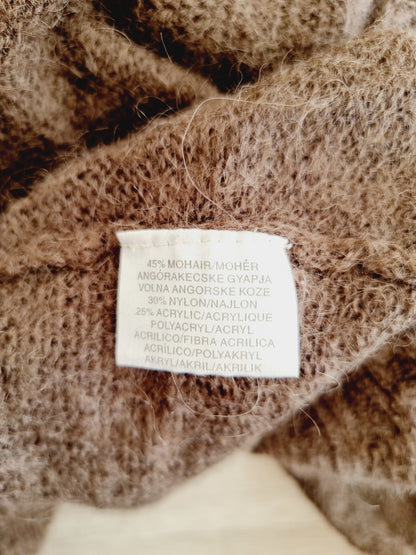 45% MOHAIR/MOHÉR
ANGÓRAKECSKE GYAPJA
VOLNA ANGORSKE KOZE
30% NYLON/NAJLON
25% ACRYLIC/ACRYLIQUE
POLYACRYL/ACRYL
ACRILICO/FIBRA ACRILICA
ACRÍLICO/POLYAKRYL
AKRYL/AKRIL/AKRILIK